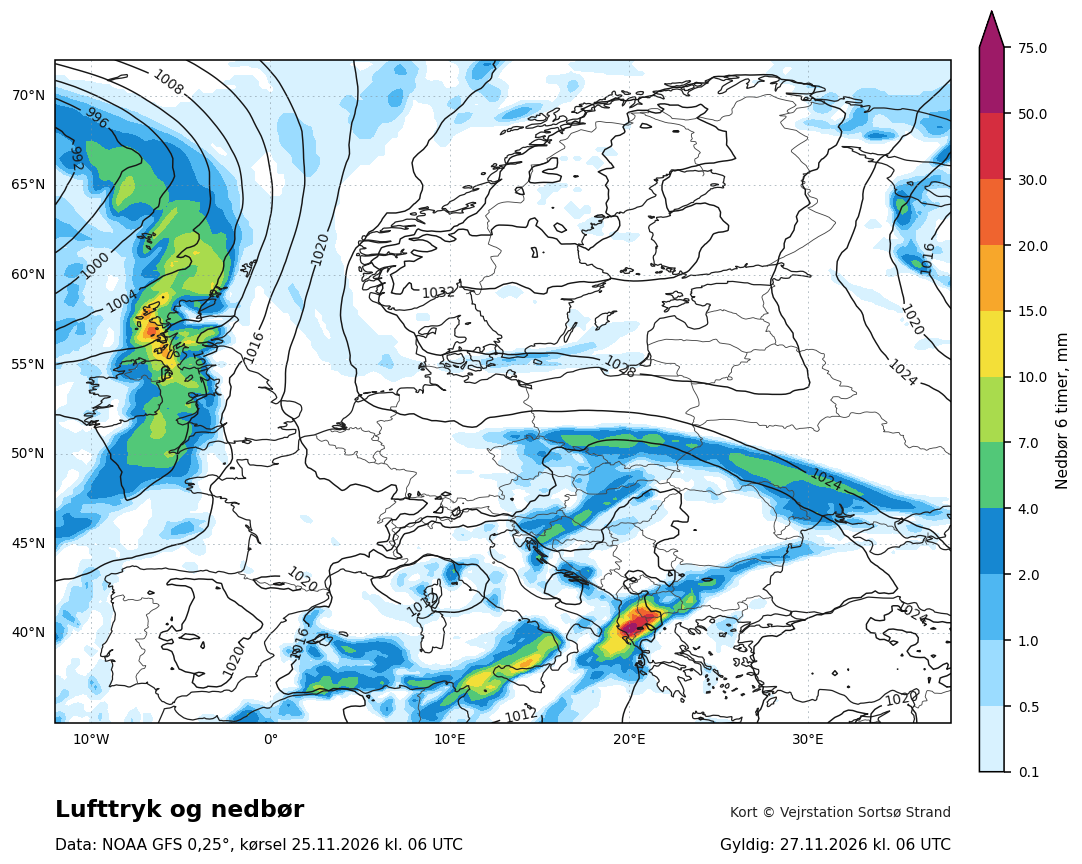 75.0
50.0
30.0
20.0
15.0
10.0
7.0
4.0
2.0
1.0
0.5
0.1
Nedbør 6 timer, mm
70°N
65°N
60°N
55°N
50°N
45°N
40°N
10°W
0°
10°E
20°E
30°E
1008
996
992
1000
1004
1016
1020
1032
1028
1016
1020
1024
1024
1020
1012
1016
1020
1012
1024
1020
Lufttryk og nedbør
Kort © Vejrstation Sortsø Strand
Data: NOAA GFS 0,25°, kørsel 25.11.2026 kl. 06 UTC
Gyldig: 27.11.2026 kl. 06 UTC